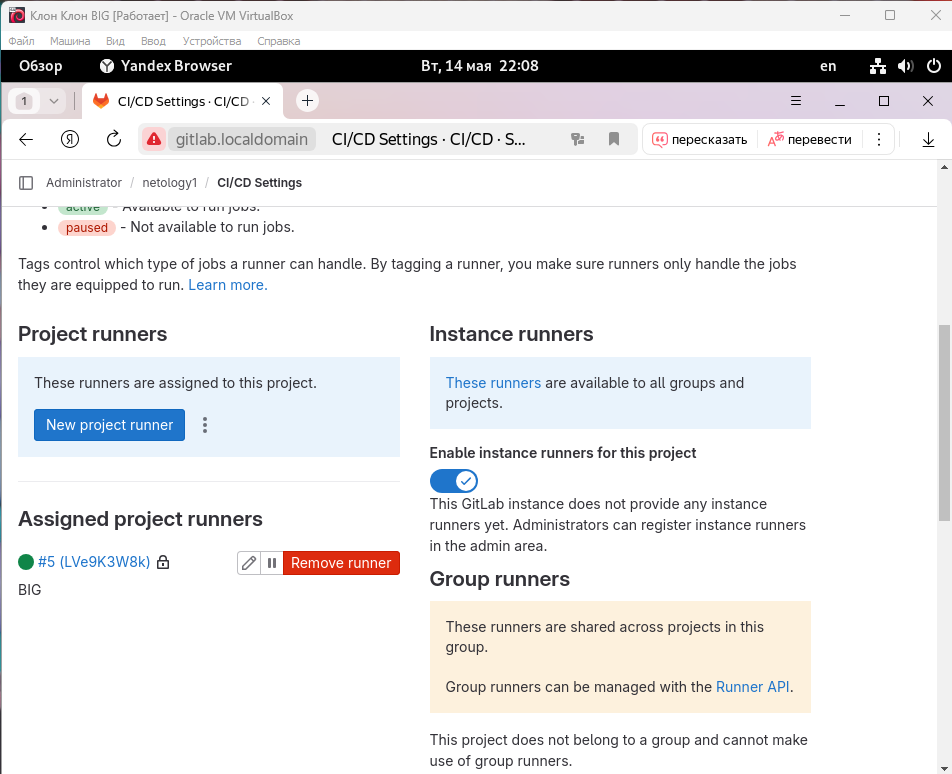 Клон Клон BIG [Работает] - Oracle VM VirtualBox
Файл Машина Вид Ввод Устройства Справка
Обзор Yandex Browser Вт, 14 мая 22:08 en
1 CI/CD Settings · CI/CD
gitlab.localdomain CI/CD Settings · CI/CD · S... пересказать перевести
Administrator / netology1 / CI/CD Settings
active - Available to run jobs.
paused - Not available to run jobs.
Tags control which type of jobs a runner can handle. By tagging a runner, you make sure runners only handle the jobs
they are equipped to run. Learn more.
Project runners
These runners are assigned to this project.
New project runner
Assigned project runners
#5 (LVe9K3W8k) Remove runner
BIG
Instance runners
These runners are available to all groups and
projects.
Enable instance runners for this project
This GitLab instance does not provide any instance
runners yet. Administrators can register instance runners
in the admin area.
Group runners
These runners are shared across projects in this
group.
Group runners can be managed with the Runner API.
This project does not belong to a group and cannot make
use of group runners.